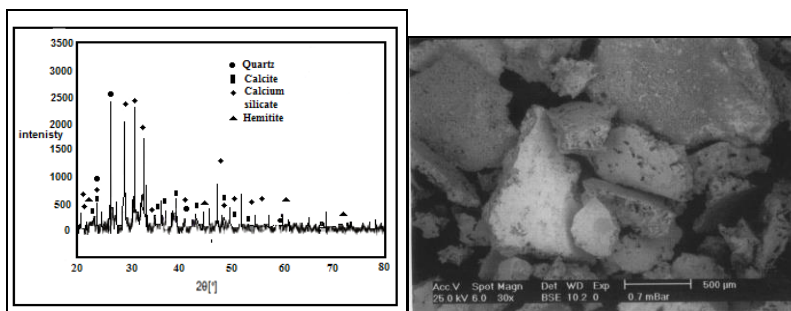 3500
3000
2500
2000
1500
1000
500
0
intenisty
Quartz
Calcite
Calcium
silicate
Hemitite
20 30 40 50 60 70 80
2θ[°]
Acc.V Spot Magn Det WD Exp
25.0 kV 6.0 30x BSE 10.2 0 0.7 mBar
500 µm